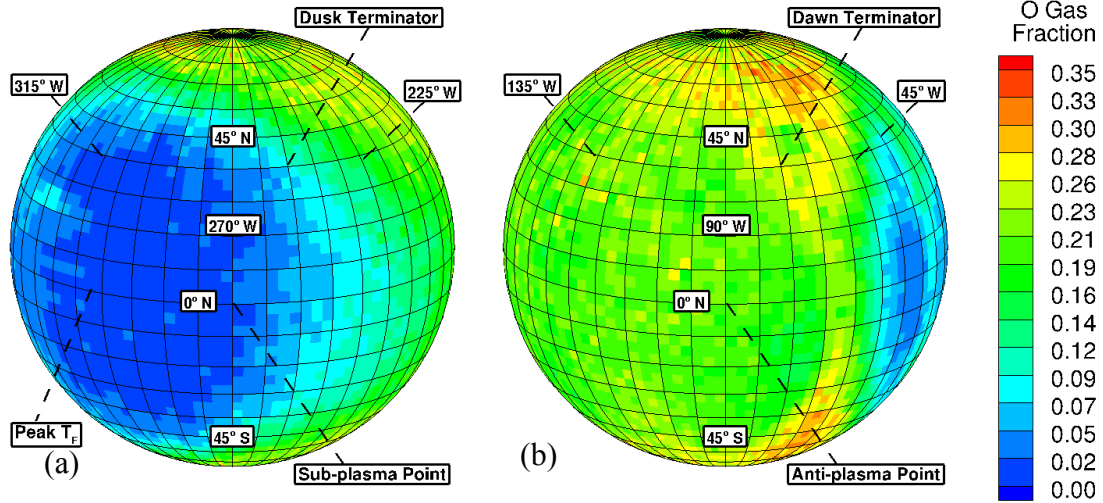 Dusk Terminator
315° W
225° W
45° N
270° W
0° N
Peak T_F
45° S
Sub-plasma Point
(a)
Dawn Terminator
135° W
45° W
45° N
90° W
0° N
45° S
Anti-plasma Point
(b)
O Gas
Fraction
0.35
0.33
0.30
0.28
0.26
0.23
0.21
0.19
0.16
0.14
0.12
0.09
0.07
0.05
0.02
0.00